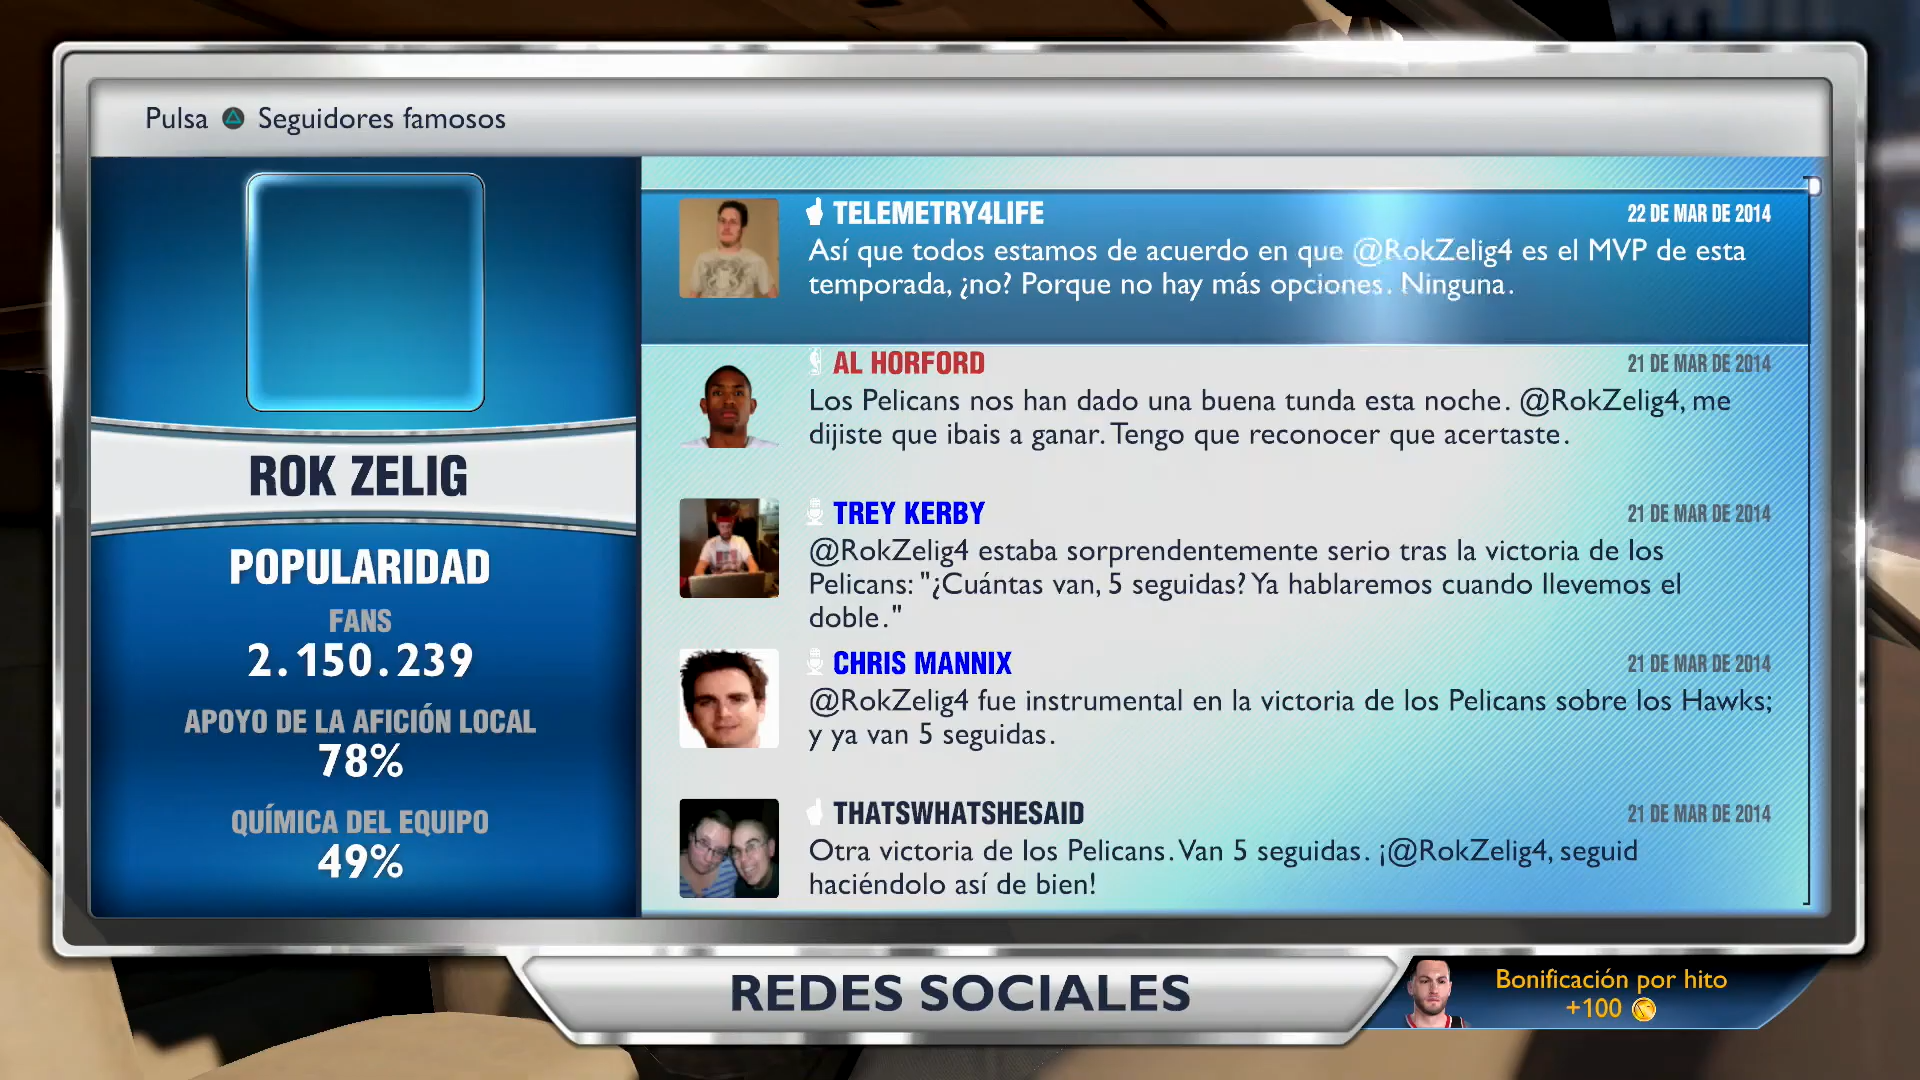 Pulsa Seguidores famosos
ROK ZELIG
POPULARIDAD
FANS
2.150.239
APOYO DE LA AFICIÓN LOCAL
78%
QUÍMICA DEL EQUIPO
49%
TELEMETRY4LIFE 22 DE MAR DE 2014
Así que todos estamos de acuerdo en que @RokZelig4 es el MVP de esta
temporada, ¿no? Porque no hay más opciones. Ninguna.
AL HORFORD 21 DE MAR DE 2014
Los Pelicans nos han dado una buena tunda esta noche. @RokZelig4, me
dijiste que ibais a ganar. Tengo que reconocer que acertaste.
TREY KERBY 21 DE MAR DE 2014
@RokZelig4 estaba sorprendentemente serio tras la victoria de los
Pelicans: "¿Cuántas van, 5 seguidas? Ya hablaremos cuando llevemos el
doble."
CHRIS MANNIX 21 DE MAR DE 2014
@RokZelig4 fue instrumental en la victoria de los Pelicans sobre los Hawks;
y ya van 5 seguidas.
THATSWHATSHESAID 21 DE MAR DE 2014
Otra victoria de los Pelicans. Van 5 seguidas. ¡@RokZelig4, seguid
haciéndolo así de bien!
REDES SOCIALES
Bonificación por hito
+100